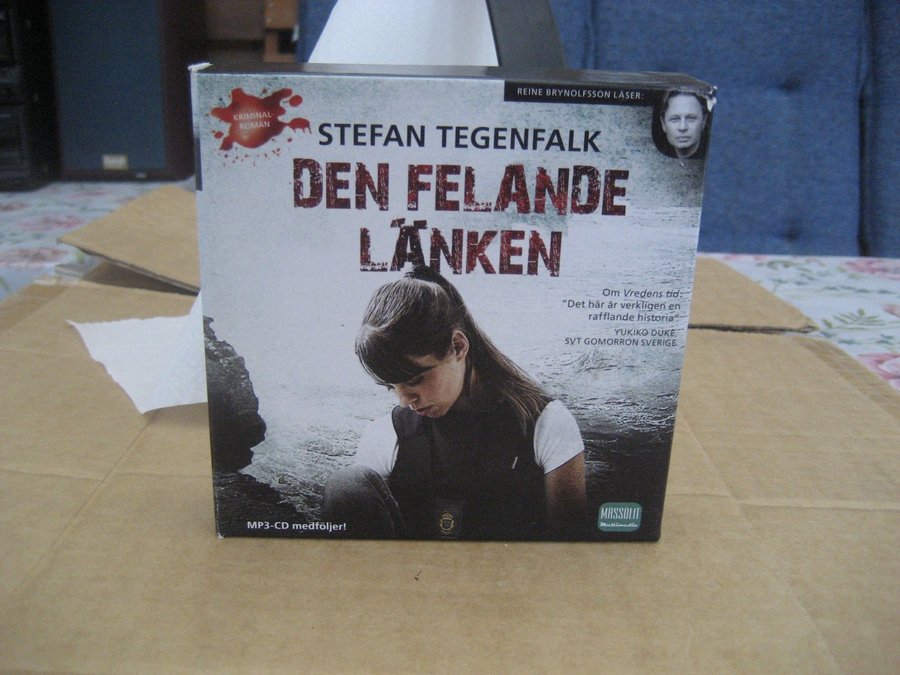 REINE BRYNOLFSSON LÄSER:
KRIMINAL-
ROMAN
STEFAN TEGENFALK
DEN FELANDE
LÄNKEN
Om Vredens tid:
"Det här är verkligen en
rafflande historia"
YUKIKO DUKE,
SVT GOMORRON SVERIGE
MP3-CD medföljer!
MASSOLIT
Multimedia